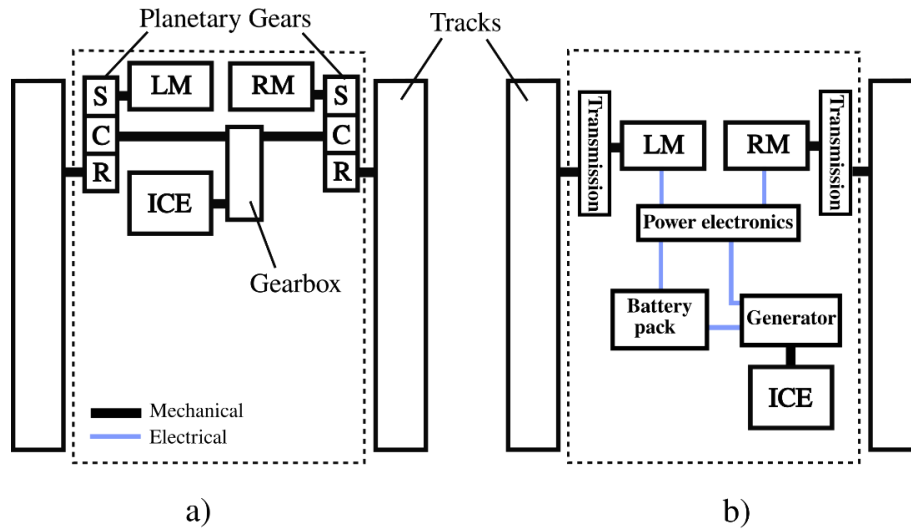 Planetary Gears
Tracks
S
LM
RM
S
C
C
R
R
ICE
Gearbox
Mechanical
Electrical
a)
Transmission
LM
RM
Transmission
Power electronics
Battery
pack
Generator
ICE
b)